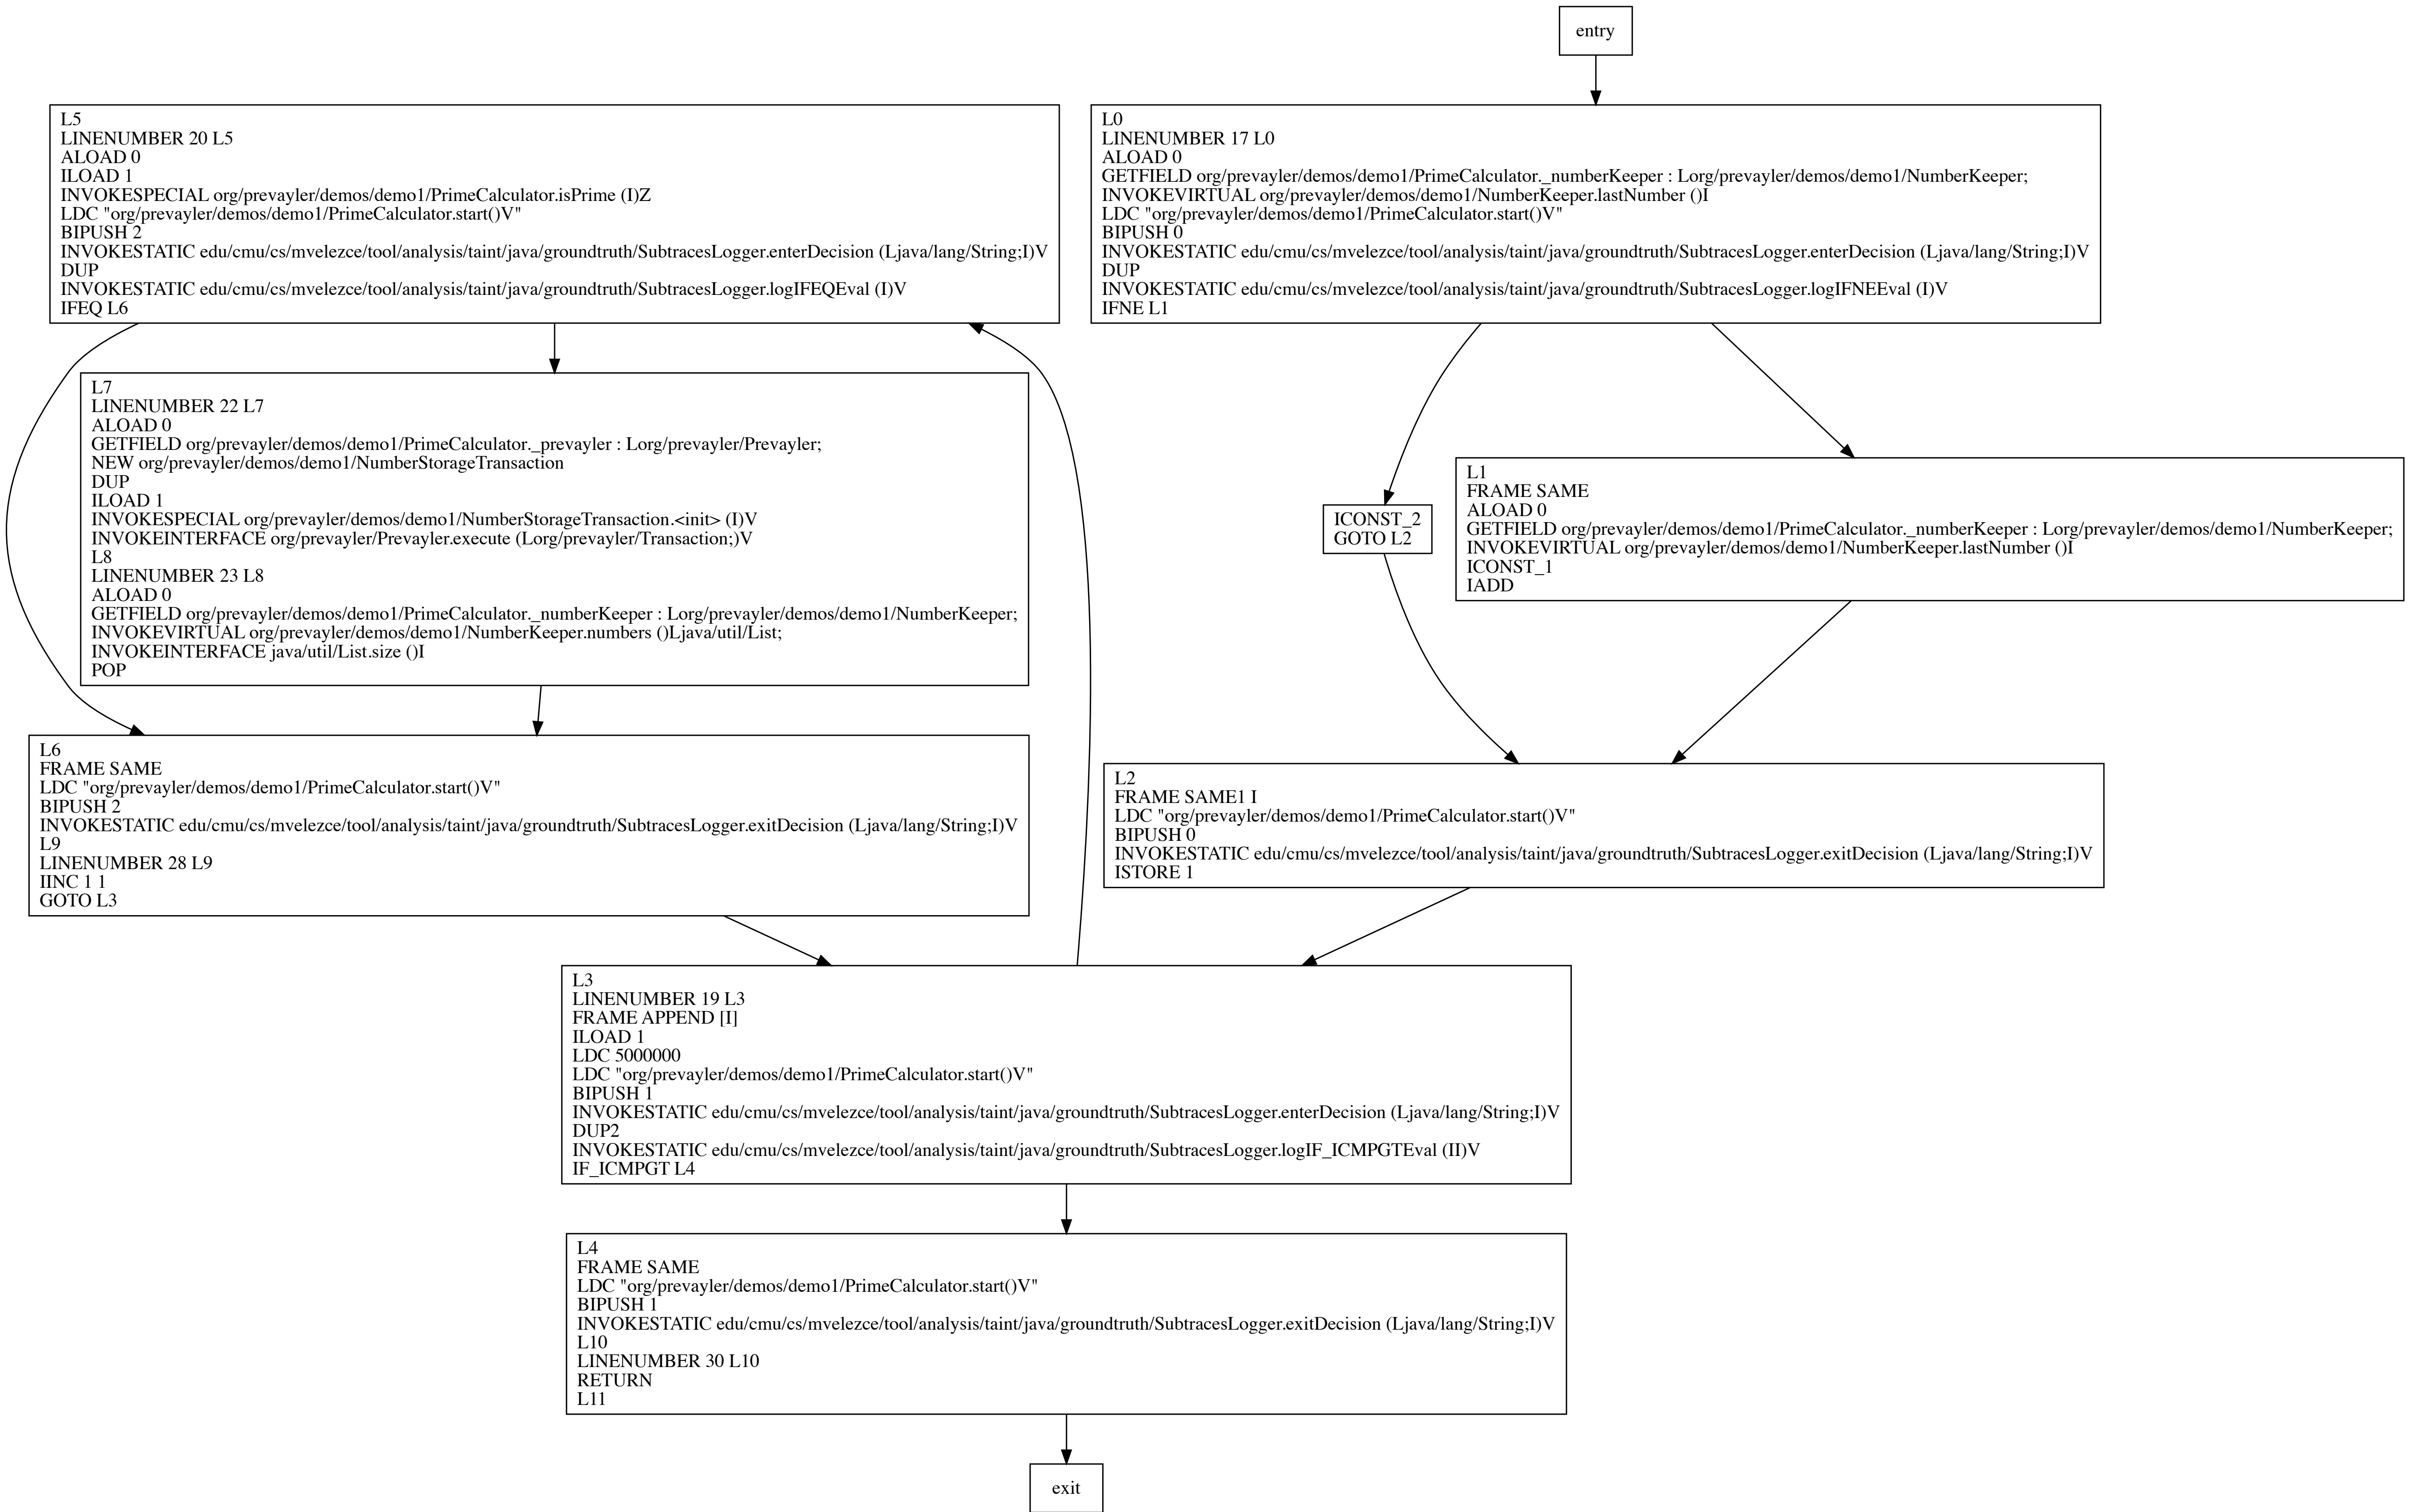 entry
L5
LINENUMBER 20 L5
ALOAD 0
ILOAD 1
INVOKESPECIAL org/prevayler/demos/demo1/PrimeCalculator.isPrime (I)Z
LDC "org/prevayler/demos/demo1/PrimeCalculator.start()V"
BIPUSH 2
INVOKESTATIC edu/cmu/cs/mvelezce/tool/analysis/taint/java/groundtruth/SubtracesLogger.enterDecision (Ljava/lang/String;I)V
DUP
INVOKESTATIC edu/cmu/cs/mvelezce/tool/analysis/taint/java/groundtruth/SubtracesLogger.logIFEQEval (I)V
IFEQ L6
L0
LINENUMBER 17 L0
ALOAD 0
GETFIELD org/prevayler/demos/demo1/PrimeCalculator._numberKeeper : Lorg/prevayler/demos/demo1/NumberKeeper;
INVOKEVIRTUAL org/prevayler/demos/demo1/NumberKeeper.lastNumber ()I
LDC "org/prevayler/demos/demo1/PrimeCalculator.start()V"
BIPUSH 0
INVOKESTATIC edu/cmu/cs/mvelezce/tool/analysis/taint/java/groundtruth/SubtracesLogger.enterDecision (Ljava/lang/String;I)V
DUP
INVOKESTATIC edu/cmu/cs/mvelezce/tool/analysis/taint/java/groundtruth/SubtracesLogger.logIFNEEval (I)V
IFNE L1
L7
LINENUMBER 22 L7
ALOAD 0
GETFIELD org/prevayler/demos/demo1/PrimeCalculator._prevayler : Lorg/prevayler/Prevayler;
NEW org/prevayler/demos/demo1/NumberStorageTransaction
DUP
ILOAD 1
INVOKESPECIAL org/prevayler/demos/demo1/NumberStorageTransaction.<init> (I)V
INVOKEINTERFACE org/prevayler/Prevayler.execute (Lorg/prevayler/Transaction;)V
L8
LINENUMBER 23 L8
ALOAD 0
GETFIELD org/prevayler/demos/demo1/PrimeCalculator._numberKeeper : Lorg/prevayler/demos/demo1/NumberKeeper;
INVOKEVIRTUAL org/prevayler/demos/demo1/NumberKeeper.numbers ()Ljava/util/List;
INVOKEINTERFACE java/util/List.size ()I
POP
ICONST_2
GOTO L2
L1
FRAME SAME
ALOAD 0
GETFIELD org/prevayler/demos/demo1/PrimeCalculator._numberKeeper : Lorg/prevayler/demos/demo1/NumberKeeper;
INVOKEVIRTUAL org/prevayler/demos/demo1/NumberKeeper.lastNumber ()I
ICONST_1
IADD
L6
FRAME SAME
LDC "org/prevayler/demos/demo1/PrimeCalculator.start()V"
BIPUSH 2
INVOKESTATIC edu/cmu/cs/mvelezce/tool/analysis/taint/java/groundtruth/SubtracesLogger.exitDecision (Ljava/lang/String;I)V
L9
LINENUMBER 28 L9
IINC 1 1
GOTO L3
L2
FRAME SAME1 I
LDC "org/prevayler/demos/demo1/PrimeCalculator.start()V"
BIPUSH 0
INVOKESTATIC edu/cmu/cs/mvelezce/tool/analysis/taint/java/groundtruth/SubtracesLogger.exitDecision (Ljava/lang/String;I)V
ISTORE 1
L3
LINENUMBER 19 L3
FRAME APPEND [I]
ILOAD 1
LDC 5000000
LDC "org/prevayler/demos/demo1/PrimeCalculator.start()V"
BIPUSH 1
INVOKESTATIC edu/cmu/cs/mvelezce/tool/analysis/taint/java/groundtruth/SubtracesLogger.enterDecision (Ljava/lang/String;I)V
DUP2
INVOKESTATIC edu/cmu/cs/mvelezce/tool/analysis/taint/java/groundtruth/SubtracesLogger.logIF_ICMPGTEval (II)V
IF_ICMPGT L4
L4
FRAME SAME
LDC "org/prevayler/demos/demo1/PrimeCalculator.start()V"
BIPUSH 1
INVOKESTATIC edu/cmu/cs/mvelezce/tool/analysis/taint/java/groundtruth/SubtracesLogger.exitDecision (Ljava/lang/String;I)V
L10
LINENUMBER 30 L10
RETURN
L11
exit